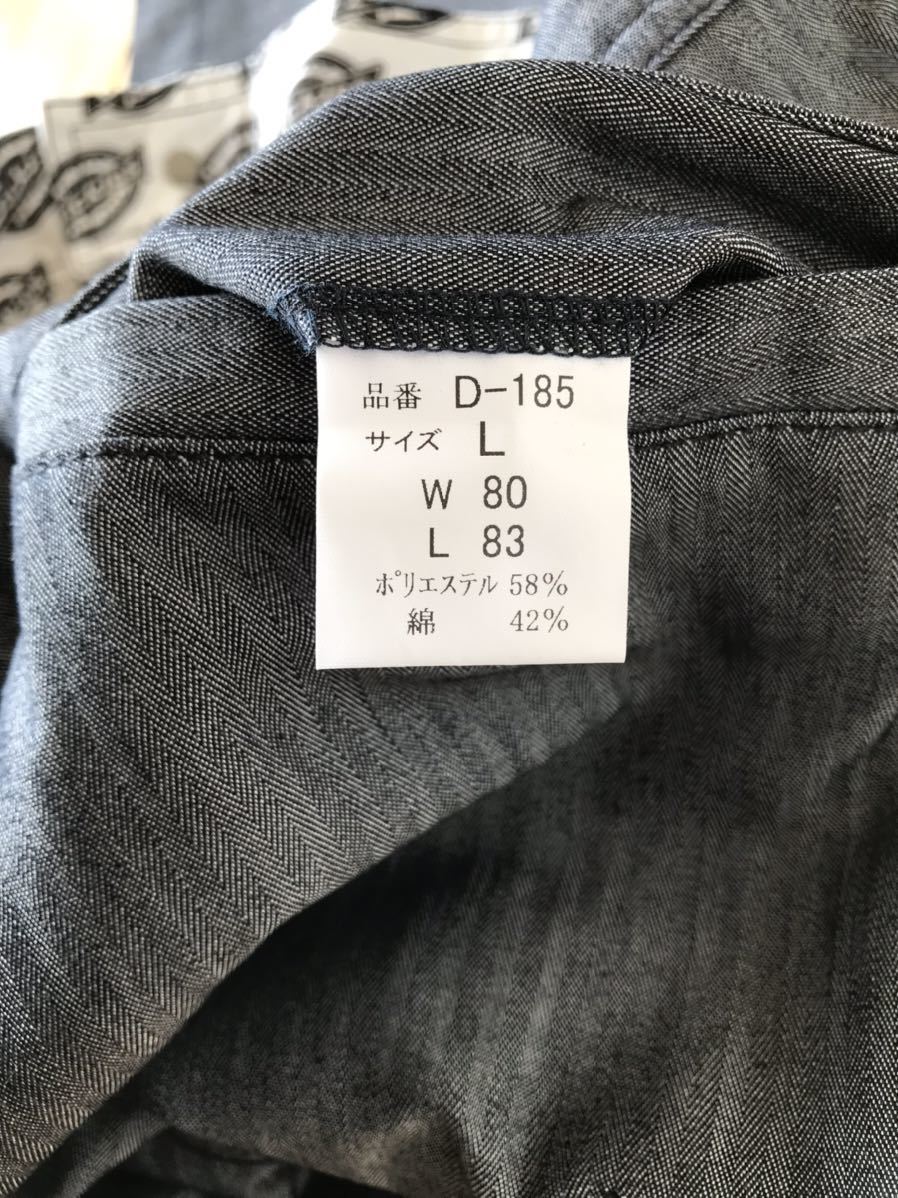 品番 D-185
サイズ L
W 80
L 83
ポリエステル 58%
綿 42%